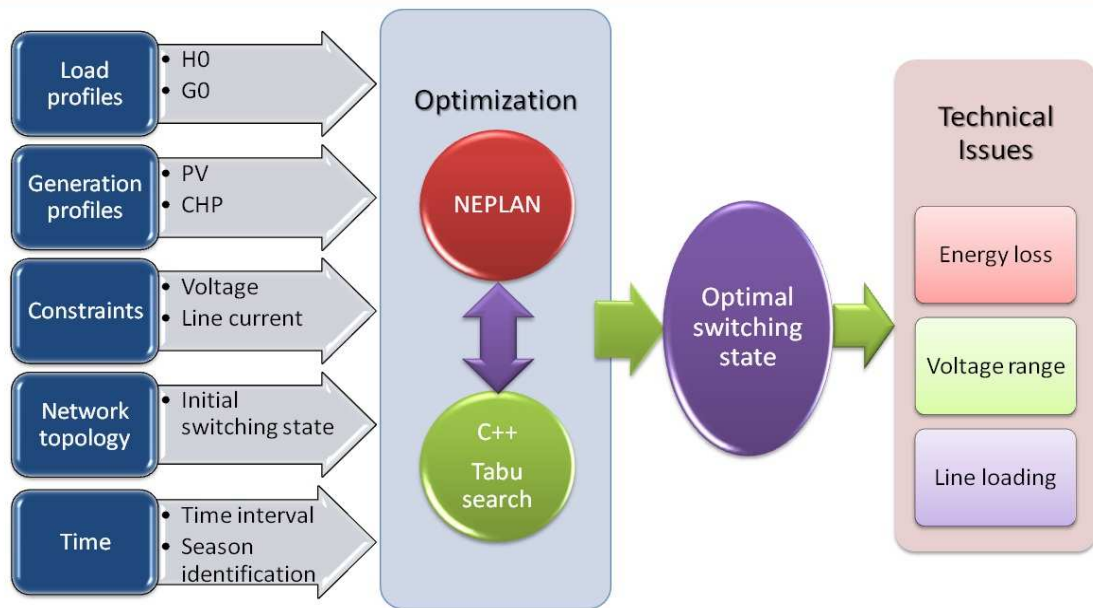 Load
profiles
• H0
• G0
Generation
profiles
• PV
• CHP
Constraints
• Voltage
• Line current
Network
topology
• Initial
switching state
Time
• Time interval
• Season
identification
Optimization
NEPLAN
C++
Tabu
search
Optimal
switching
state
Technical
Issues
Energy loss
Voltage range
Line loading